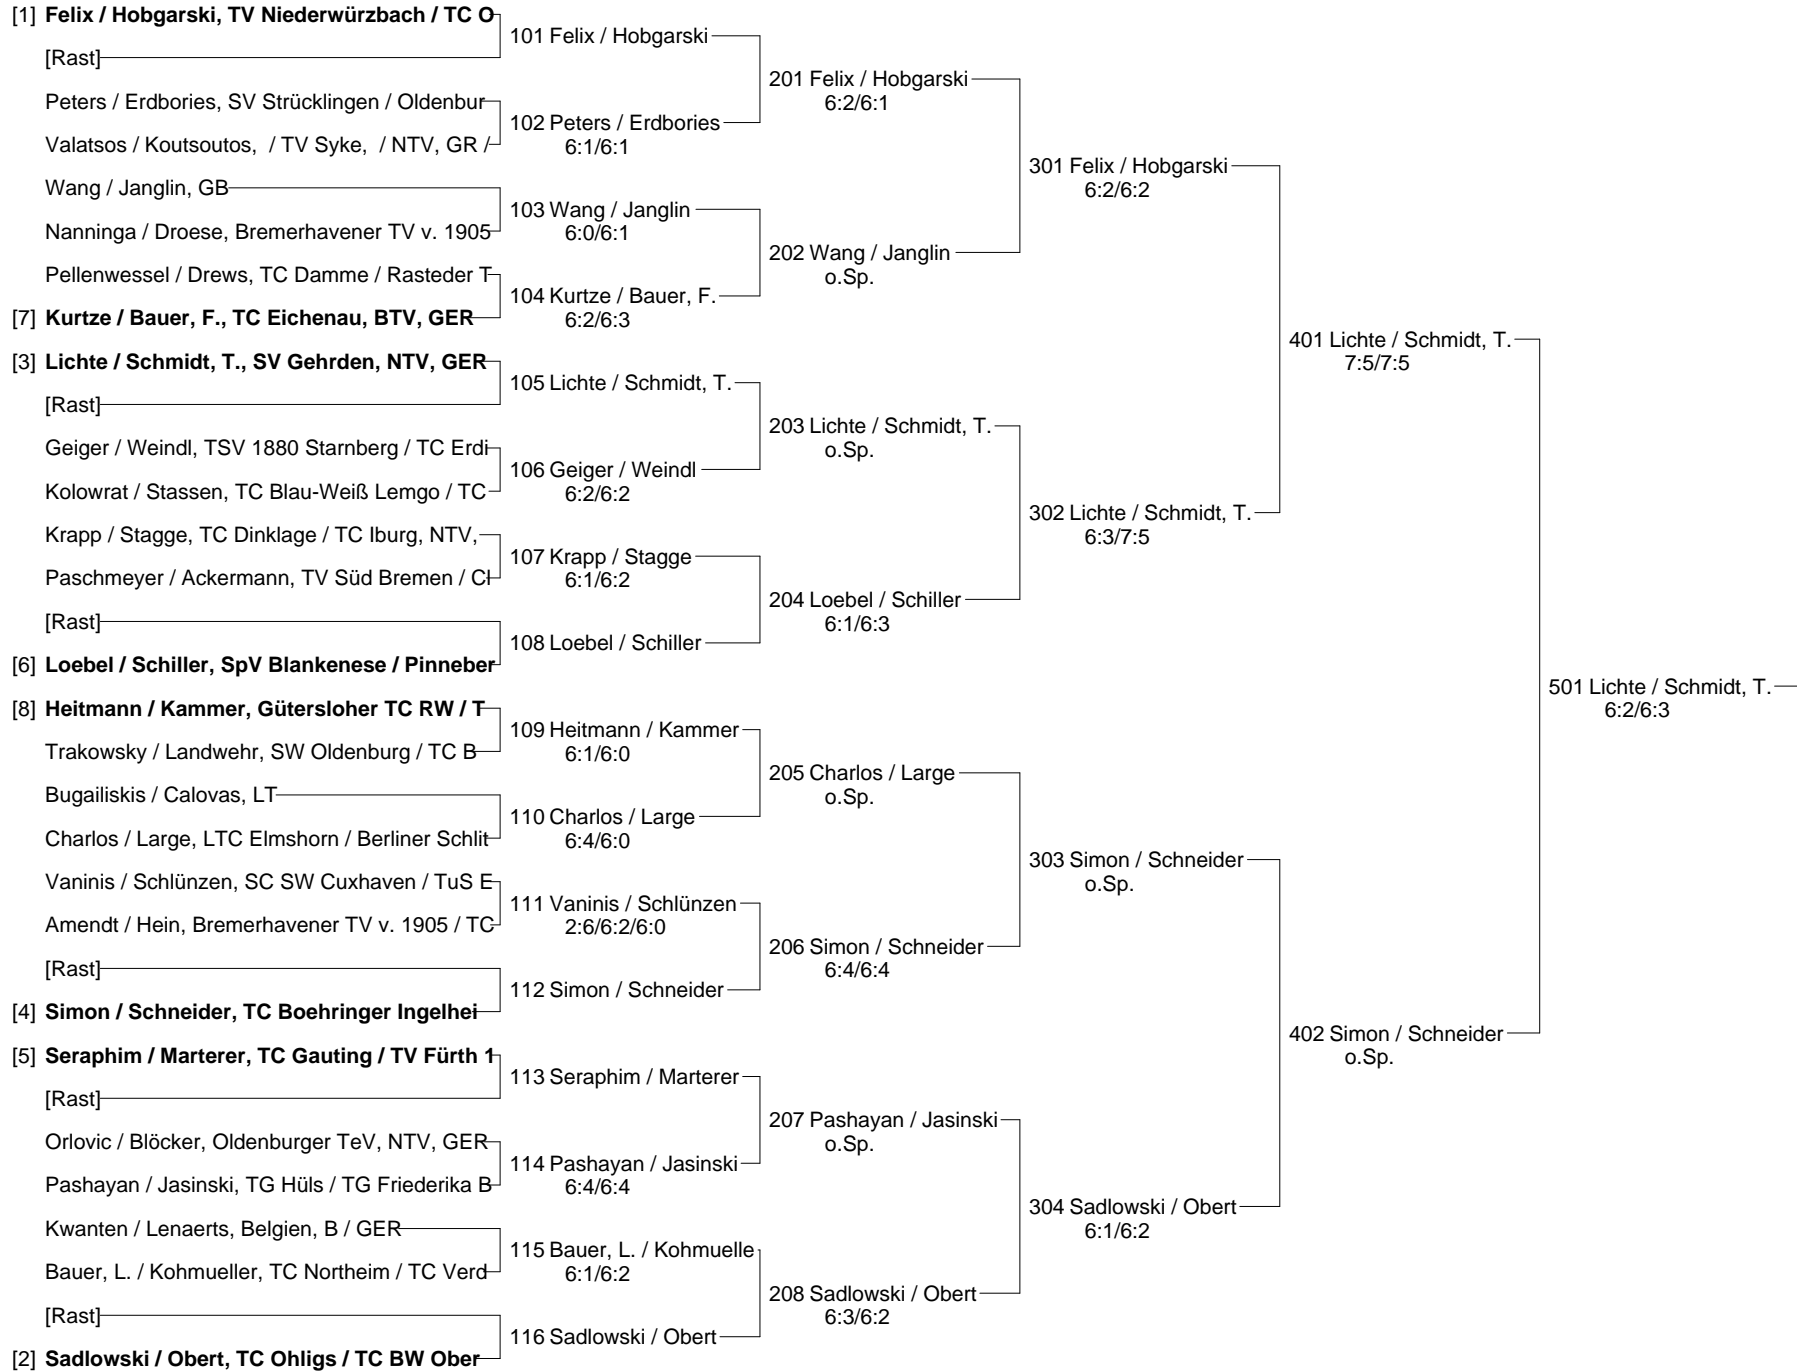 [1] Felix / Hobgarski, TV Niederwürzbach / TC O
[Rast]
Peters / Erdbories, SV Strücklingen / Oldenbur
Valatsos / Koutsoutos,  / TV Syke,  / NTV, GR /
Wang / Janglin, GB
Nanninga / Droese, Bremerhavener TV v. 1905
Pellenwessel / Drews, TC Damme / Rasteder T
[7] Kurtze / Bauer, F., TC Eichenau, BTV, GER
[3] Lichte / Schmidt, T., SV Gehrden, NTV, GER
[Rast]
Geiger / Weindl, TSV 1880 Starnberg / TC Erdi
Kolowrat / Stassen, TC Blau-Weiß Lemgo / TC
Krapp / Stagge, TC Dinklage / TC Iburg, NTV,
Paschmeyer / Ackermann, TV Süd Bremen / Cl
[Rast]
[6] Loebel / Schiller, SpV Blankenese / Pinneber
[8] Heitmann / Kammer, Gütersloher TC RW / T
Trakowsky / Landwehr, SW Oldenburg / TC B
Bugailiskis / Calovas, LT
Charlos / Large, LTC Elmshorn / Berliner Schlit
Vaninis / Schlünzen, SC SW Cuxhaven / TuS E
Amendt / Hein, Bremerhavener TV v. 1905 / TC
[Rast]
[4] Simon / Schneider, TC Boehringer Ingelhei
[5] Seraphim / Marterer, TC Gauting / TV Fürth 1
[Rast]
Orlovic / Blöcker, Oldenburger TeV, NTV, GER
Pashayan / Jasinski, TG Hüls / TG Friederika B
Kwanten / Lenaerts, Belgien, B / GER
Bauer, L. / Kohmueller, TC Northeim / TC Verd
[Rast]
[2] Sadlowski / Obert, TC Ohligs / TC BW Ober
101 Felix / Hobgarski
102 Peters / Erdbories
6:1/6:1
103 Wang / Janglin
6:0/6:1
104 Kurtze / Bauer, F.
6:2/6:3
105 Lichte / Schmidt, T.
106 Geiger / Weindl
6:2/6:2
107 Krapp / Stagge
6:1/6:2
108 Loebel / Schiller
109 Heitmann / Kammer
6:1/6:0
110 Charlos / Large
6:4/6:0
111 Vaninis / Schlünzen
2:6/6:2/6:0
112 Simon / Schneider
113 Seraphim / Marterer
114 Pashayan / Jasinski
6:4/6:4
115 Bauer, L. / Kohmuelle
6:1/6:2
116 Sadlowski / Obert
201 Felix / Hobgarski
6:2/6:1
202 Wang / Janglin
o.Sp.
203 Lichte / Schmidt, T.
o.Sp.
204 Loebel / Schiller
6:1/6:3
205 Charlos / Large
o.Sp.
206 Simon / Schneider
6:4/6:4
207 Pashayan / Jasinski
o.Sp.
208 Sadlowski / Obert
6:3/6:2
301 Felix / Hobgarski
6:2/6:2
302 Lichte / Schmidt, T.
6:3/7:5
303 Simon / Schneider
o.Sp.
304 Sadlowski / Obert
6:1/6:2
401 Lichte / Schmidt, T.
7:5/7:5
402 Simon / Schneider
o.Sp.
501 Lichte / Schmidt, T.
6:2/6:3